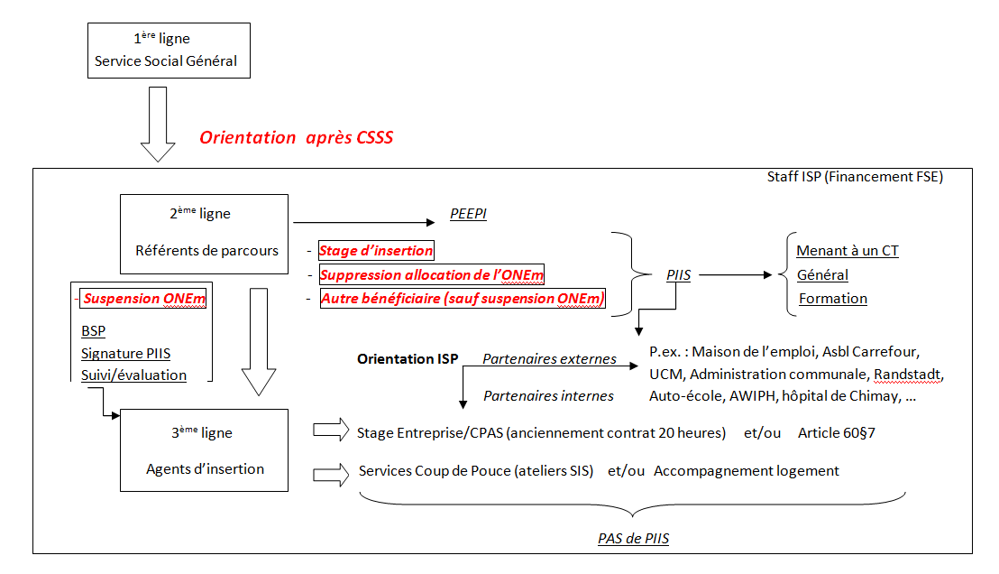 1ère ligne
Service Social Général
Orientation après CSSS
Staff ISP (Financement FSE)
2ème ligne
Référents de parcours
PEEPI
- Stage d’insertion
- Suppression allocation de l’ONEm
- Autre bénéficiaire (sauf suspension ONEm)
PIIS
Menant à un CT
Général
Formation
- Suspension ONEm
BSP
Signature PIIS
Suivi/évaluation
Orientation ISP
Partenaires externes
Partenaires internes
P.ex. : Maison de l’emploi, Asbl Carrefour,
UCM, Administration communale, Randstadt,
Auto-école, AWIPH, hôpital de Chimay, …
3ème ligne
Agents d’insertion
Stage Entreprise/CPAS (anciennement contrat 20 heures) et/ou Article 60§7
Services Coup de Pouce (ateliers SIS) et/ou Accompagnement logement
PAS de PIIS